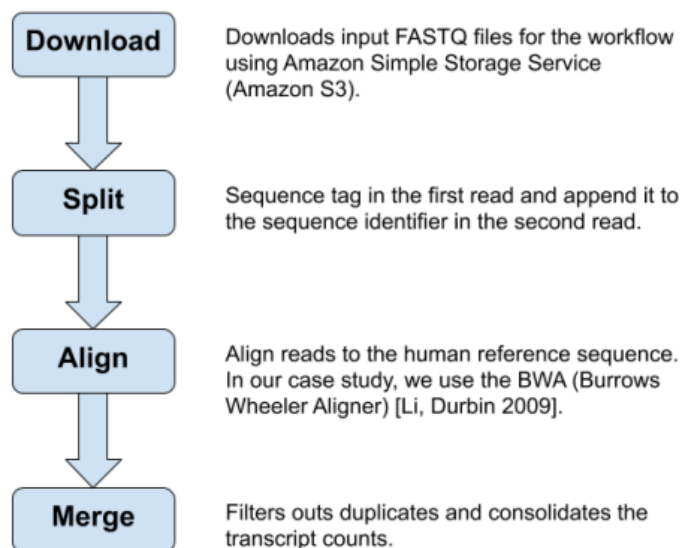 Download
Downloads input FASTQ files for the workflow
using Amazon Simple Storage Service
(Amazon S3).
Split
Sequence tag in the first read and append it to
the sequence identifier in the second read.
Align
Align reads to the human reference sequence.
In our case study, we use the BWA (Burrows
Wheeler Aligner) [Li, Durbin 2009].
Merge
Filters outs duplicates and consolidates the
transcript counts.